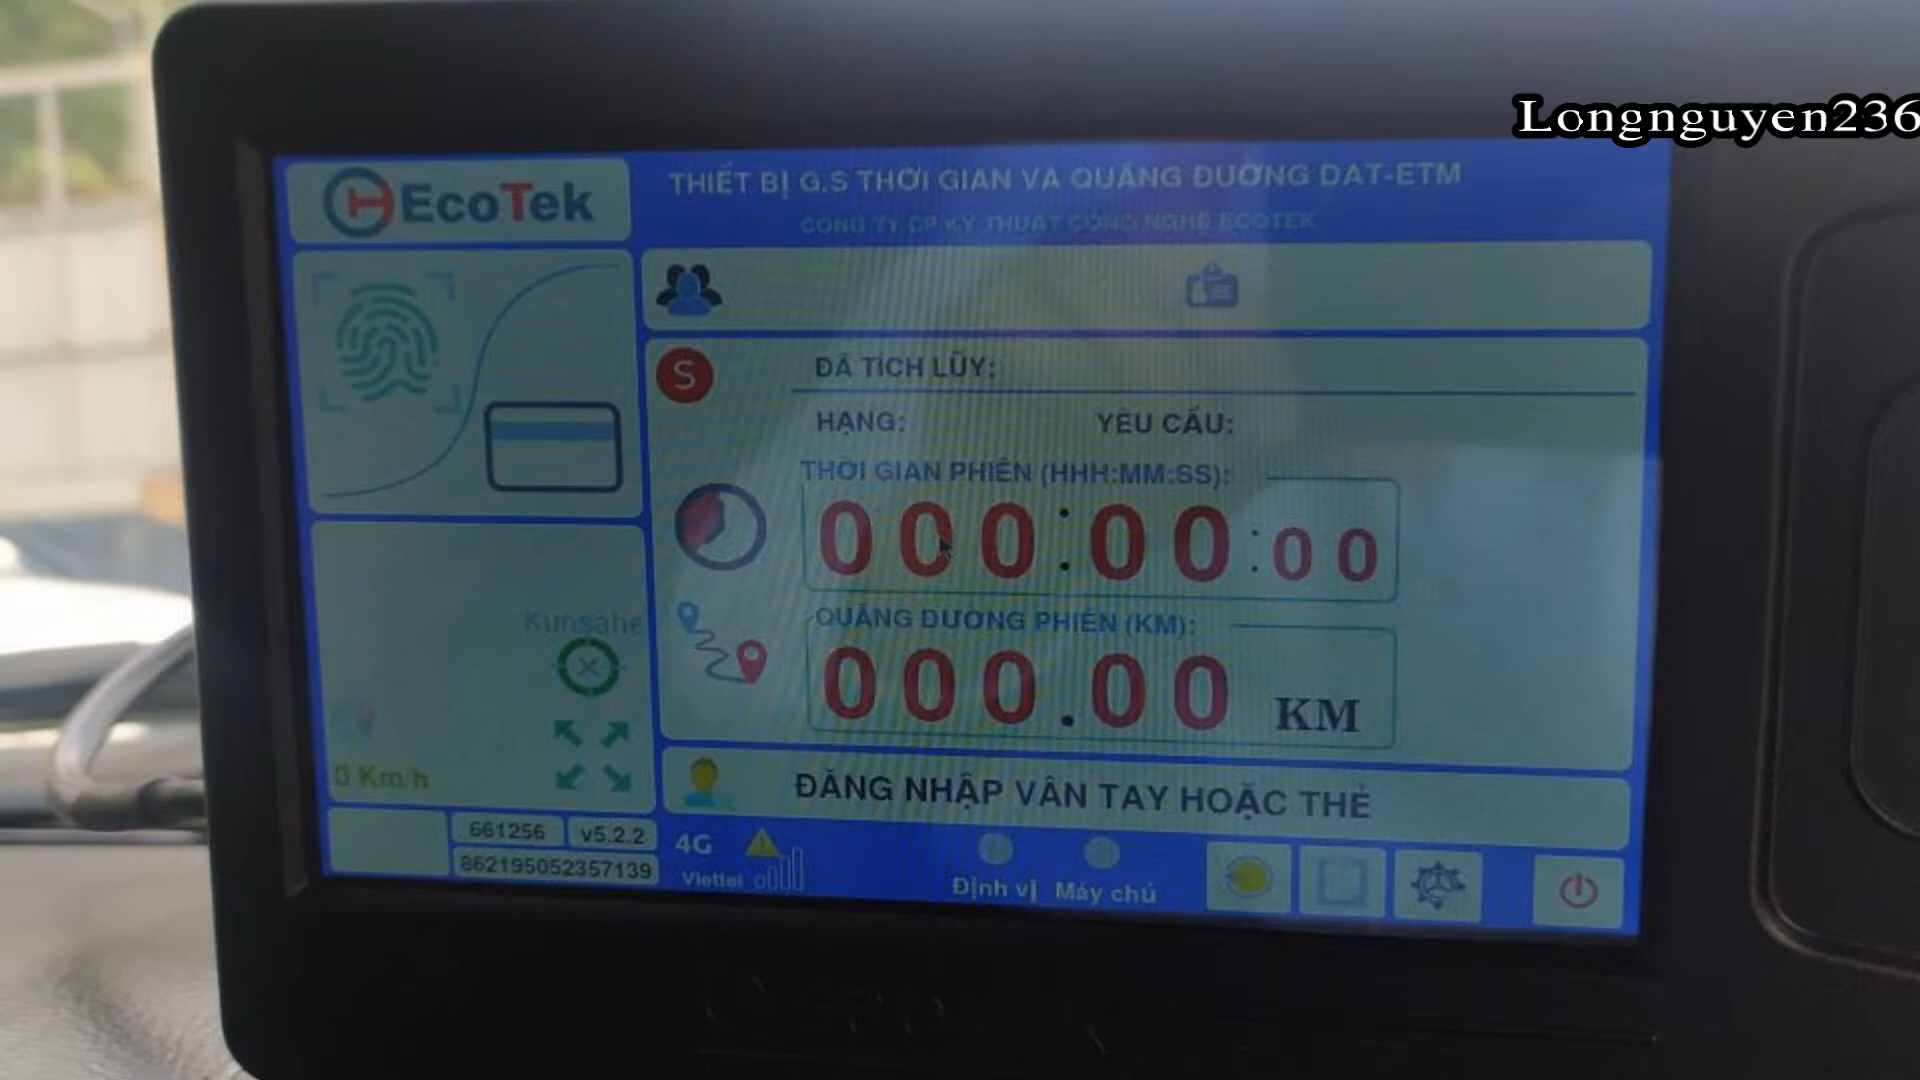 Longnguyen236
EcoTek
THIẾT BỊ G.S THỜI GIAN VÀ QUÃNG ĐƯỜNG DAT-ETM
CÔNG TY CP KỸ THUẬT CÔNG NGHỆ ECOTEK
S
ĐÃ TÍCH LŨY:
HẠNG: YÊU CẦU:
THỜI GIAN PHIÊN (HHH:MM:SS):
000:00:00
QUÃNG ĐƯỜNG PHIÊN (KM):
000.00 KM
Kunsahe
0 Km/h
ĐĂNG NHẬP VÂN TAY HOẶC THẺ
661256 v5.2.2
862195052357139
4G
Viettel
Định vị Máy chủ